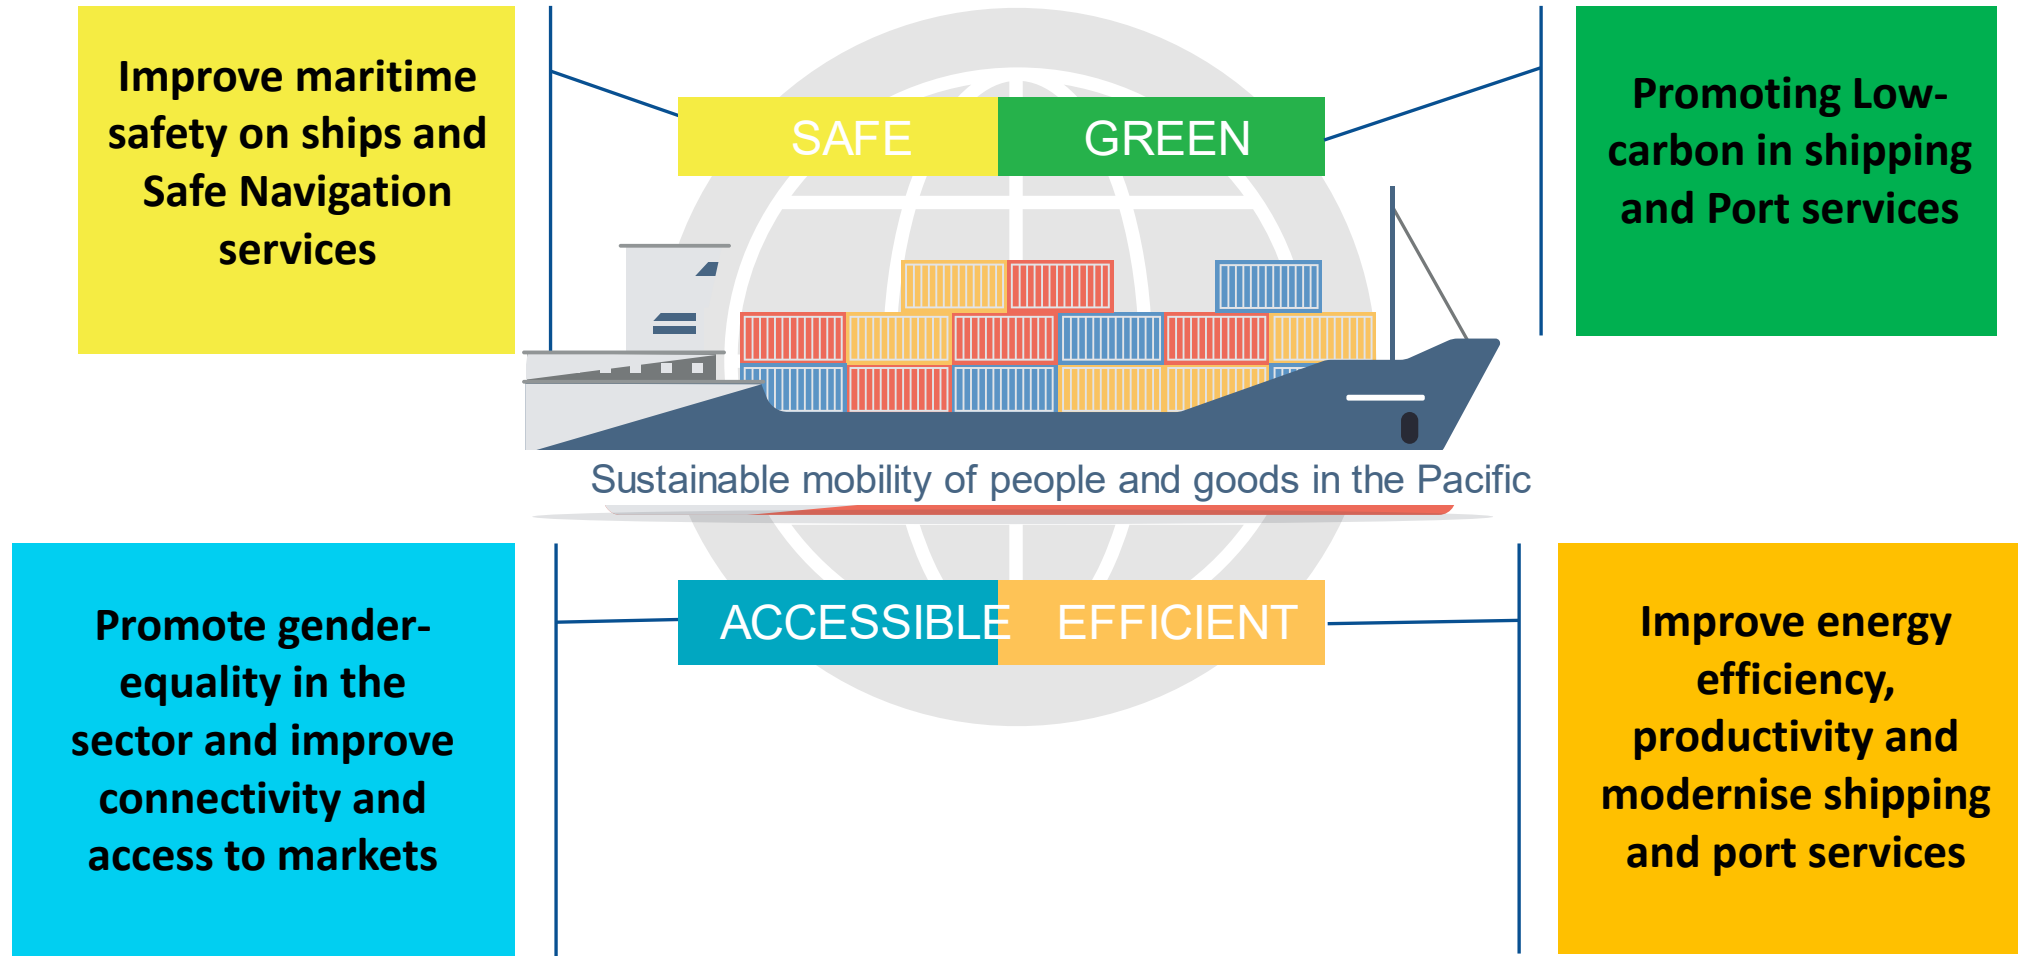 Improve maritime
safety on ships and
Safe Navigation
services
SAFE
GREEN
Promoting Low-
carbon in shipping
and Port services
Sustainable mobility of people and goods in the Pacific
Promote gender-
equality in the
sector and improve
connectivity and
access to markets
ACCESSIBLE
EFFICIENT
Improve energy
efficiency,
productivity and
modernise shipping
and port services